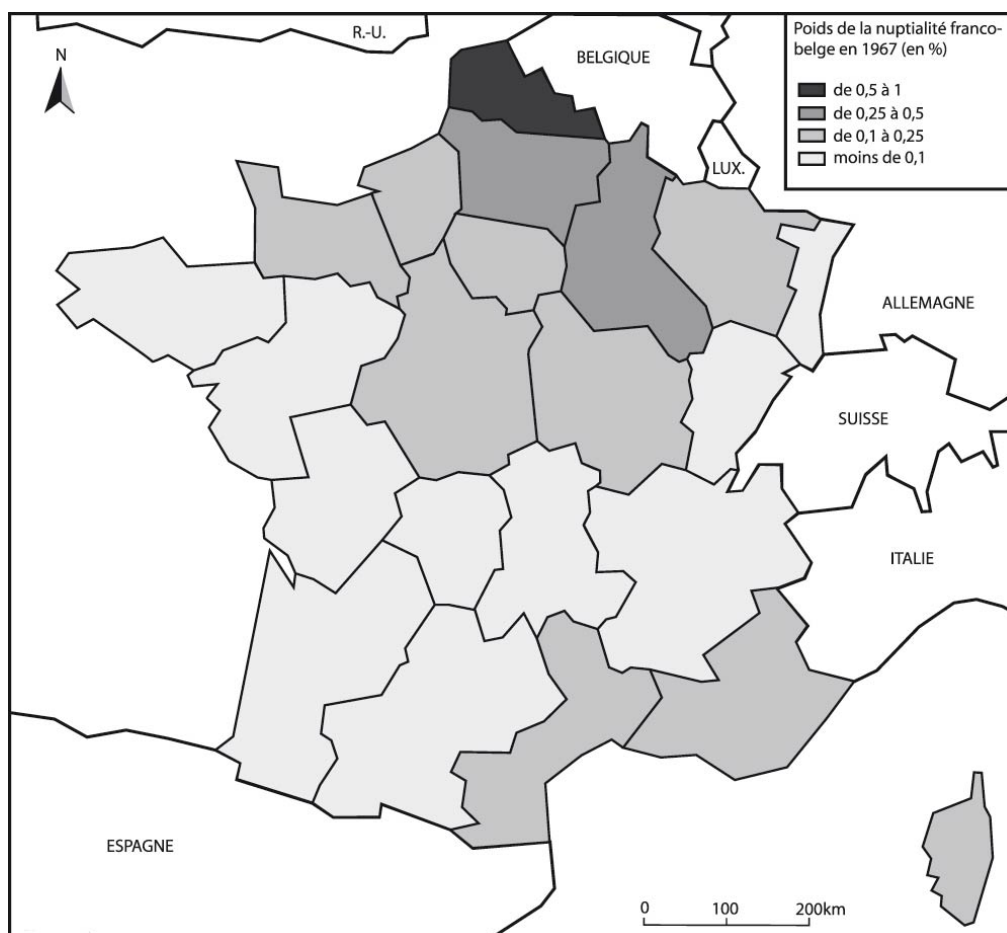 R.-U.
N
BELGIQUE
Poids de la nuptialité franco-
belge en 1967 (en %)
de 0,5 à 1
de 0,25 à 0,5
de 0,1 à 0,25
moins de 0,1
LUX.
ALLEMAGNE
SUISSE
ITALIE
ESPAGNE
0 100 200km